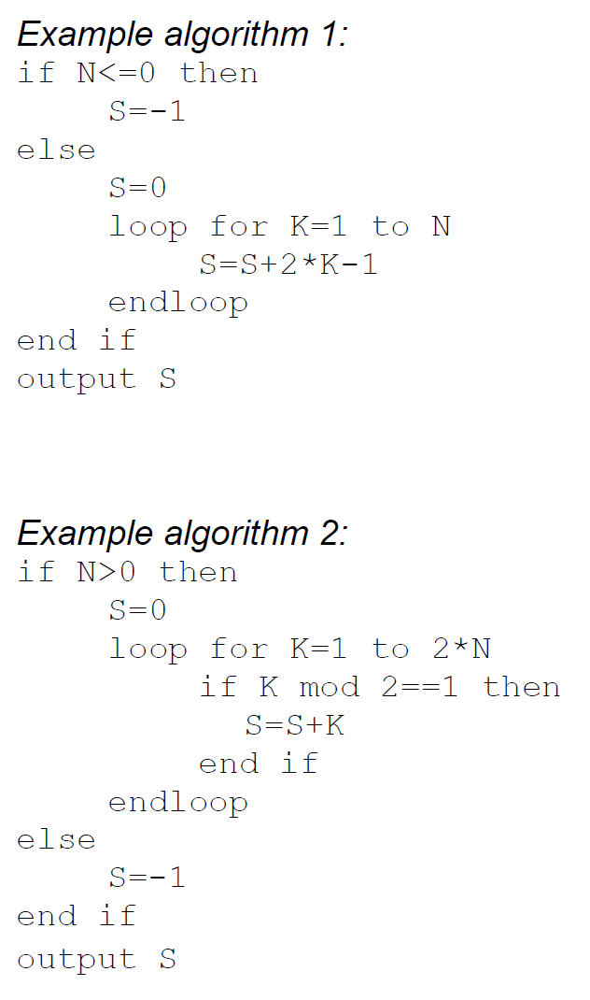 Example algorithm 1:
if N<=0 then
S=-1
else
S=0
loop for K=1 to N
S=S+2*K-1
endloop
end if
output S
Example algorithm 2:
if N>0 then
S=0
loop for K=1 to 2*N
if K mod 2==1 then
S=S+K
end if
endloop
else
S=-1
end if
output S